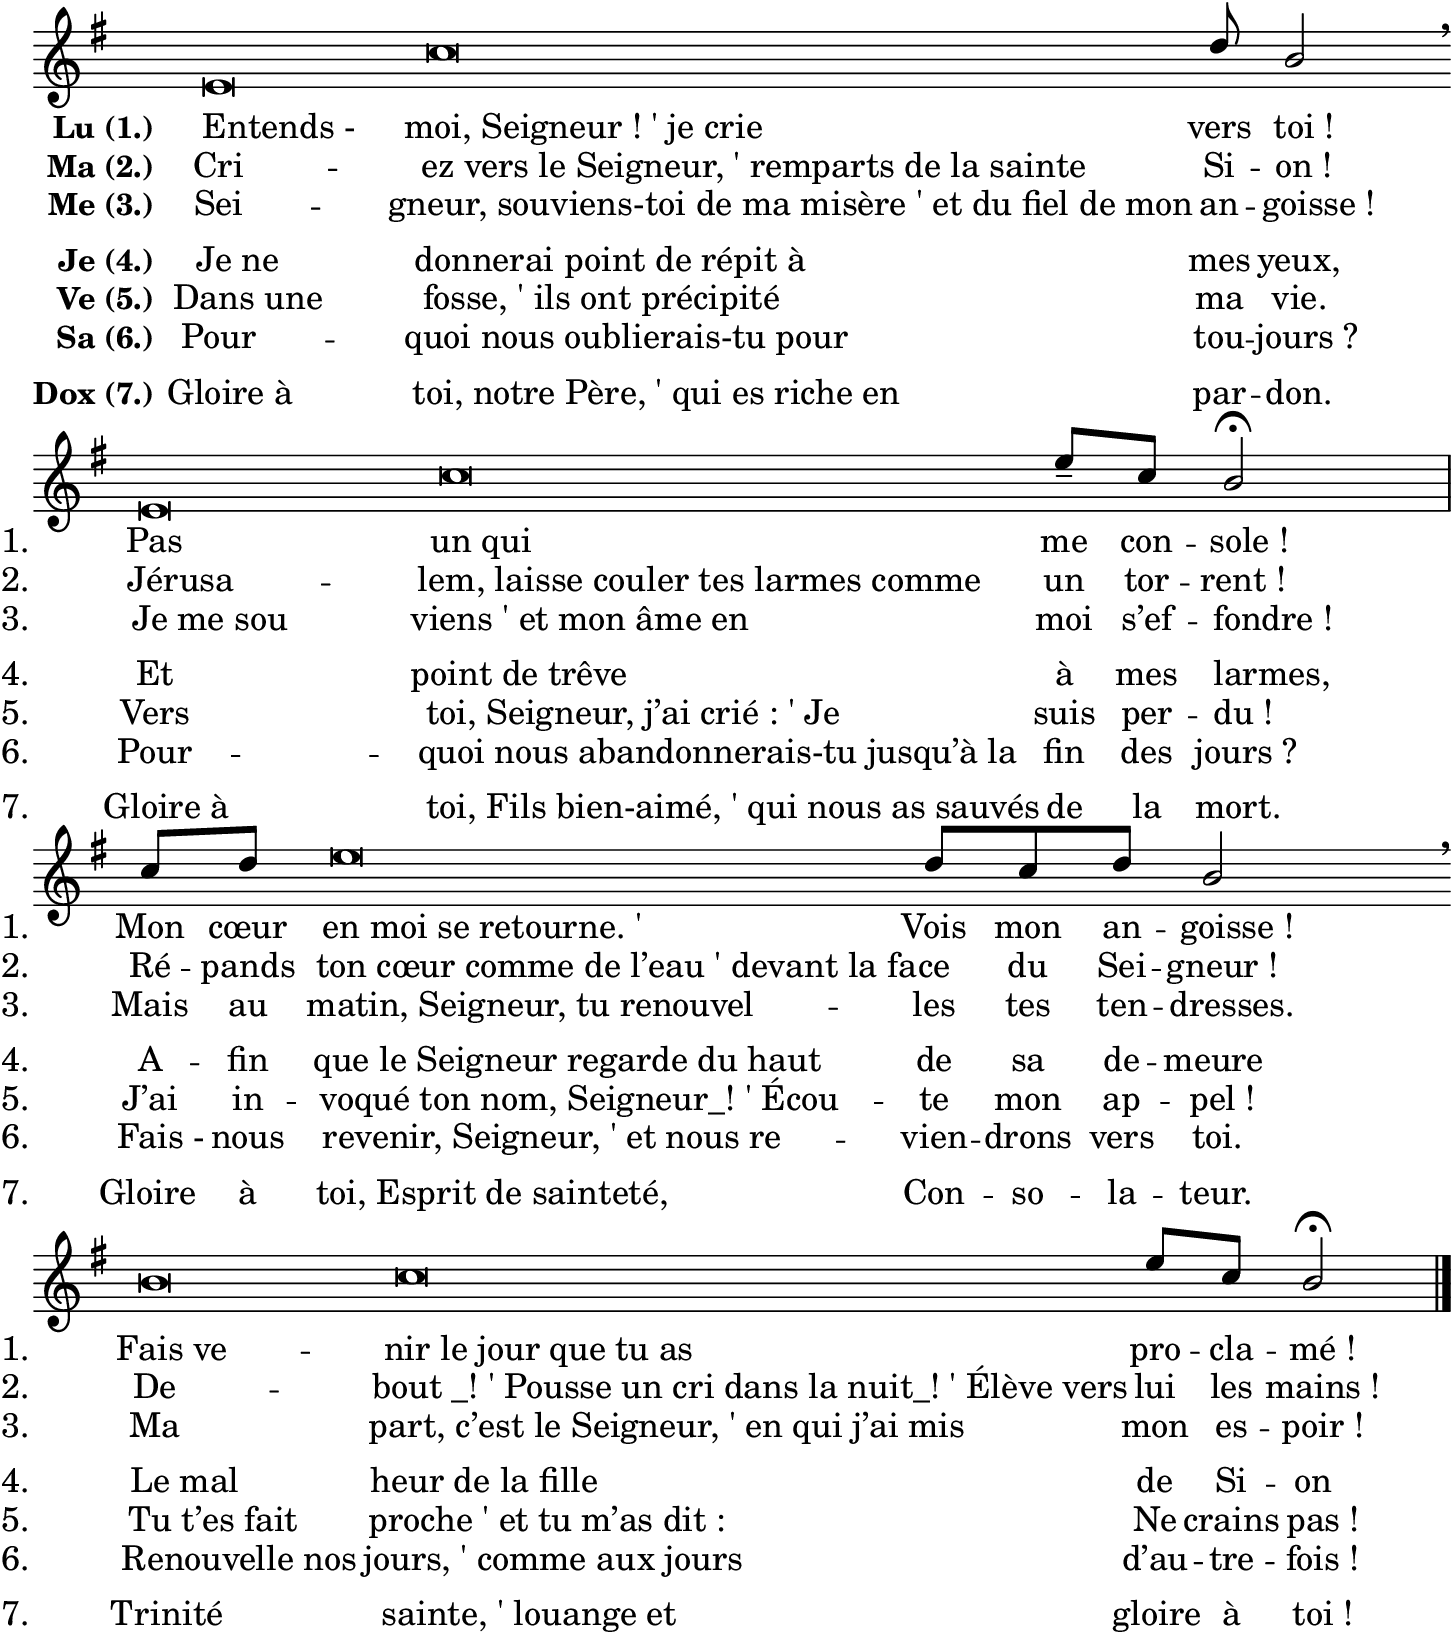 Lu (1.) Entends - moi, Seigneur ! ' je crie vers toi !
Ma (2.) Cri -- ez vers le Seigneur, ' remparts de la sainte Si -- on !
Me (3.) Sei -- gneur, souviens-toi de ma misère ' et du fiel de mon an -- goisse !
Je (4.) Je ne donnerai point de répit à mes yeux,
Ve (5.) Dans une fosse, ' ils ont précipité ma vie.
Sa (6.) Pour -- quoi nous oublierais-tu pour tou -- jours ?
Dox (7.) Gloire à toi, notre Père, ' qui es riche en par -- don.
1. Pas un qui me con -- sole !
2. Jérusa -- lem, laisse couler tes larmes comme un tor -- rent !
3. Je me sou viens ' et mon âme en moi s’ef -- fondre !
4. Et point de trêve à mes larmes,
5. Vers toi, Seigneur, j’ai crié : ' Je suis per -- du !
6. Pour -- -- quoi nous abandonnerais-tu jusqu’à la fin des jours ?
7. Gloire à toi, Fils bien-aimé, ' qui nous as sauvés de la mort.
1. Mon cœur en moi se retourne. ' Vois mon an -- goisse !
2. Ré -- pands ton cœur comme de l’eau ' devant la face du Sei -- gneur !
3. Mais au matin, Seigneur, tu renouvel -- les tes ten -- dresses.
4. A -- fin que le Seigneur regarde du haut de sa de -- meure
5. J’ai in -- voqué ton nom, Seigneur_! ' Écou -- te mon ap -- pel !
6. Fais - nous revenir, Seigneur, ' et nous re -- vien -- drons vers toi.
7. Gloire à toi, Esprit de sainteté, Con -- so -- la -- teur.
1. Fais ve -- nir le jour que tu as pro -- cla -- mé !
2. De -- bout _! ' Pousse un cri dans la nuit_! ' Élève vers lui les mains !
3. Ma part, c’est le Seigneur, ' en qui j’ai mis mon es -- poir !
4. Le mal heur de la fille de Si -- on
5. Tu t’es fait proche ' et tu m’as dit : Ne crains pas !
6. Renouvelle nos jours, ' comme aux jours d’au -- tre -- fois !
7. Trinité sainte, ' louange et gloire à toi !